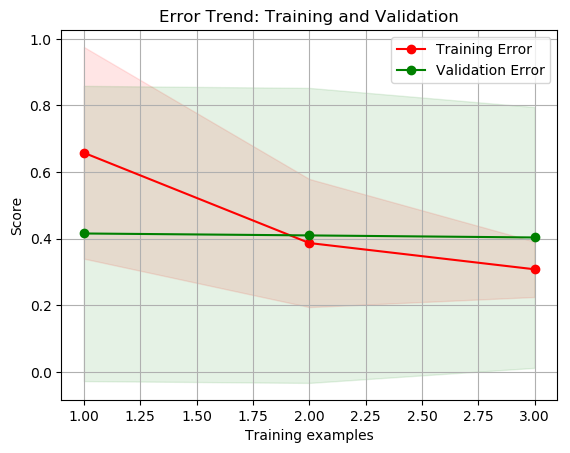 Error Trend: Training and Validation
Training Error
Validation Error
Score
1.0
0.8
0.6
0.4
0.2
0.0
1.00 1.25 1.50 1.75 2.00 2.25 2.50 2.75 3.00
Training examples